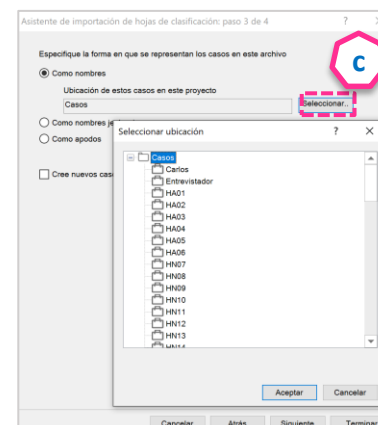 Asistente de importación de hojas de clasificación: paso 3 de 4 ?
Especifique la forma en que se representan los casos en este archivo
C
Como nombres
Ubicación de estos casos en este proyecto
Casos Seleccionar...
Como nombres je
Como apodos
Cree nuevos cas
Seleccionar ubicación ? ×
Casos
Carlos
Entrevistador
HA01
HA02
HA03
HA04
HA05
HA06
HN07
HN08
HN09
HN10
HN11
HN12
HN13
HN14
Aceptar Cancelar
Cancelar Atrás Siguiente Terminar